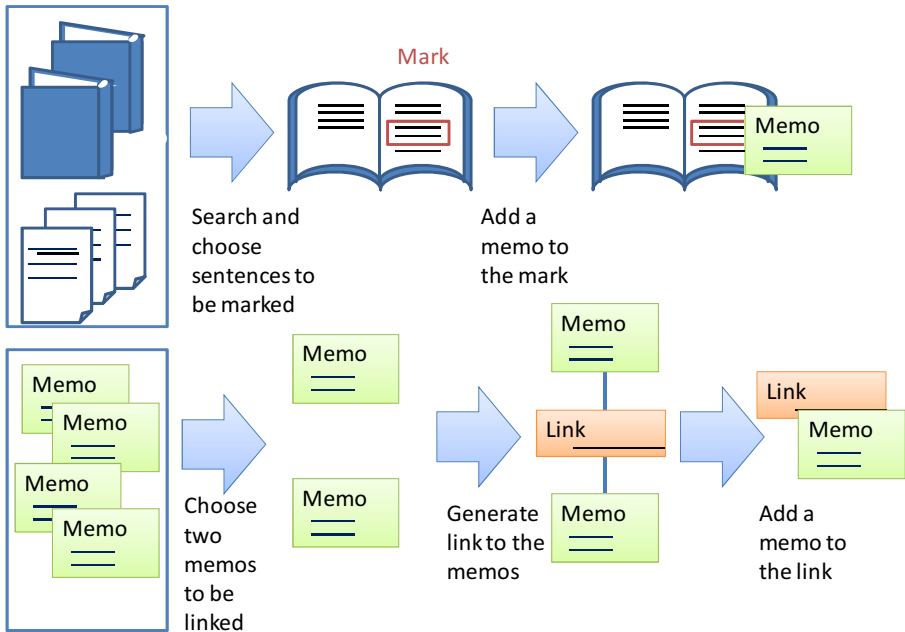 Mark
Memo
Search and
choose
sentences to
be marked
Add a
memo to
the mark
Memo
Memo
Memo
Memo
Choose
two
memos
to be
linked
Memo
Memo
Generate
link to the
memos
Memo
Link
Memo
Link
Memo
Add a
memo to
the link